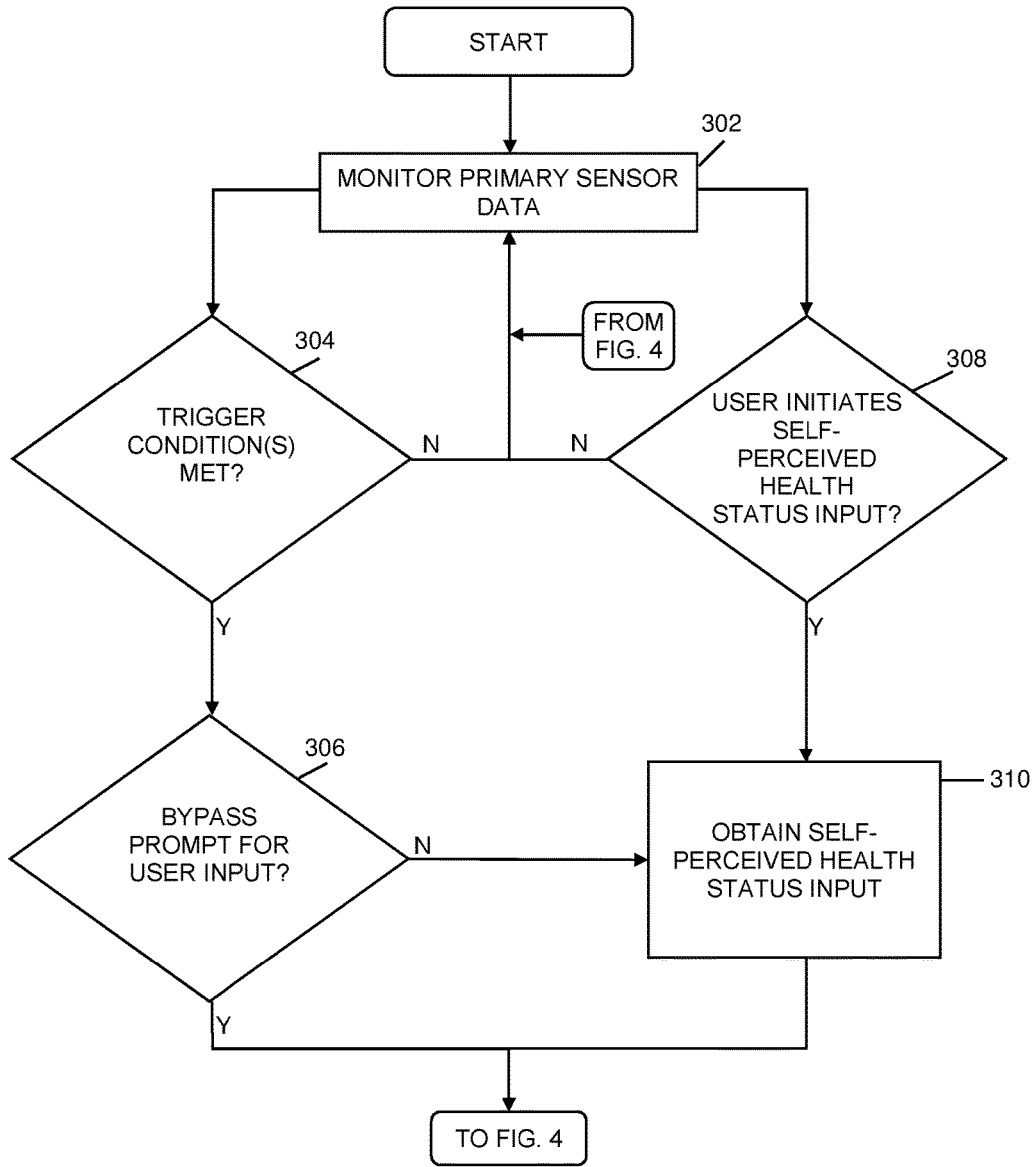 START
302
MONITOR PRIMARY SENSOR
DATA
FROM
FIG. 4
304
308
TRIGGER
CONDITION(S)
MET?
N
N
USER INITIATES
SELF-
PERCEIVED
HEALTH
STATUS INPUT?
Y
Y
306
310
BYPASS
PROMPT FOR
USER INPUT?
N
OBTAIN SELF-
PERCEIVED HEALTH
STATUS INPUT
Y
TO FIG. 4